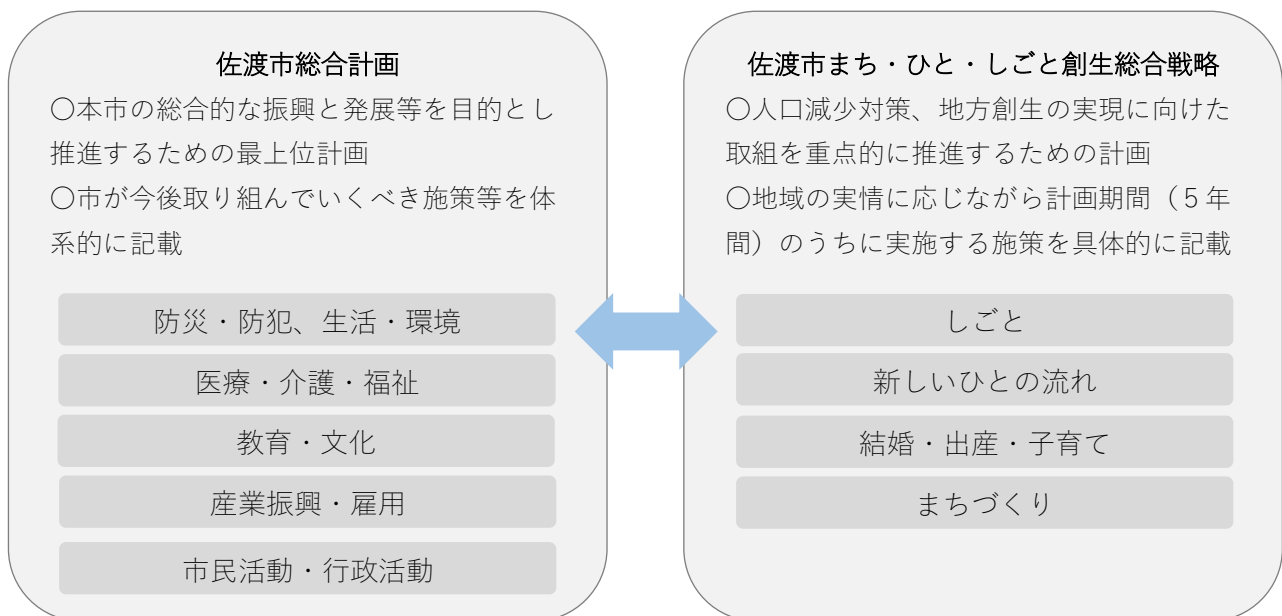 佐渡市総合計画
〇本市の総合的な振興と発展等を目的とし
推進するための最上位計画
〇市が今後取り組んでいくべき施策等を体
系的に記載
防災・防犯、生活・環境
医療・介護・福祉
教育・文化
産業振興・雇用
市民活動・行政活動
佐渡市まち・ひと・しごと創生総合戦略
〇人口減少対策、地方創生の実現に向けた
取組を重点的に推進するための計画
〇地域の実情に応じながら計画期間（５年
間）のうちに実施する施策を具体的に記載
しごと
新しいひとの流れ
結婚・出産・子育て
まちづくり